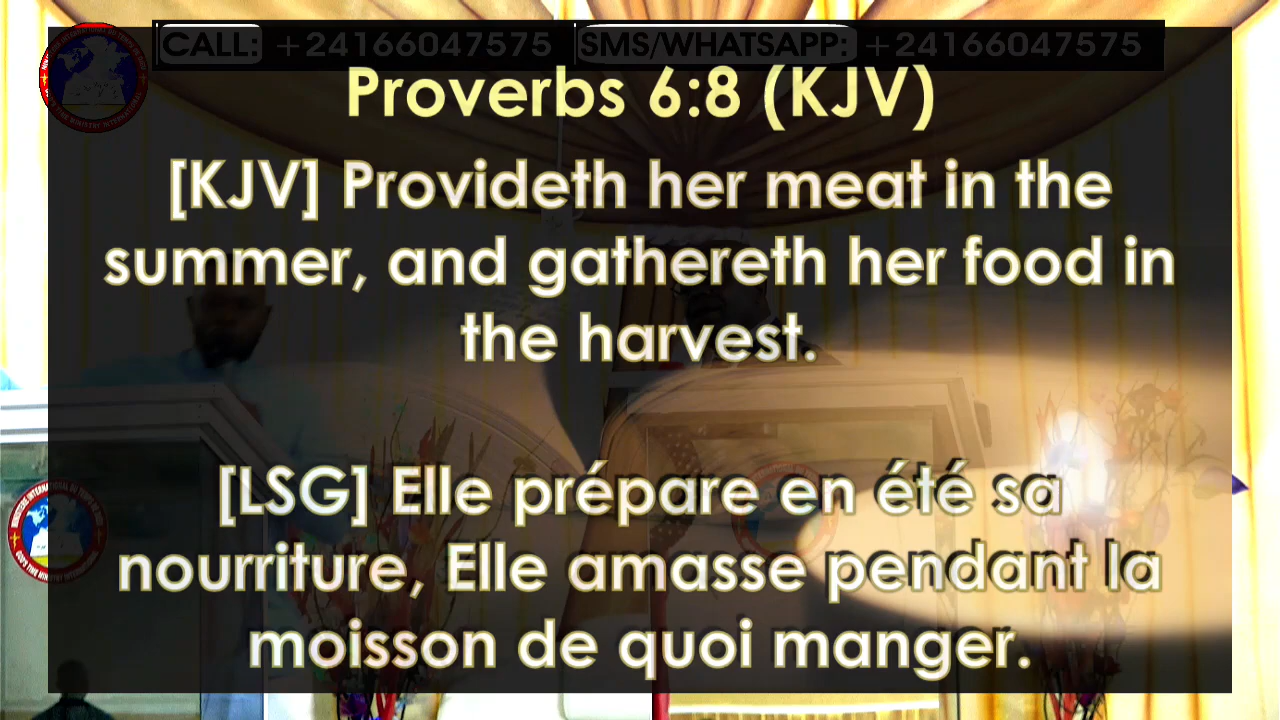 CALL: +24166047575 SMS/WHATSAPP: +24166047575
Proverbs 6:8 (KJV)
[KJV] Provideth her meat in the
summer, and gathereth her food in
the harvest.
[LSG] Elle prépare en été sa
nourriture, Elle amasse pendant la
moisson de quoi manger.